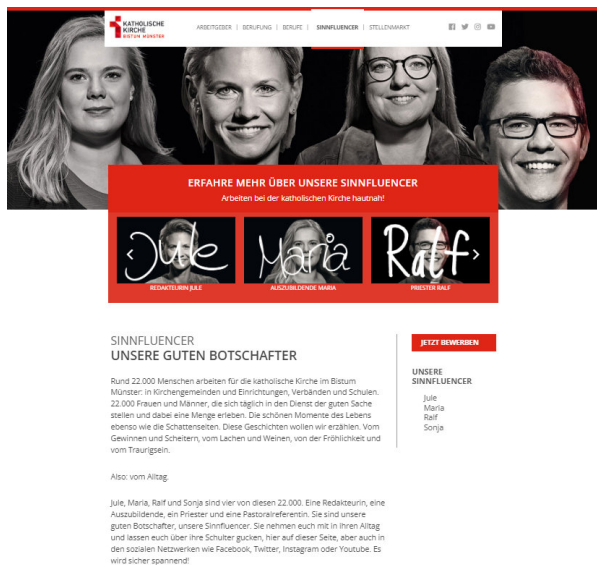 KATHOLISCHE
KIRCHE
BISTUM MÜNSTER
ARBEITGEBER | BERUFUNG | BERUFE | SINNFLUENCER | STELLENMARKT
ERFAHRE MEHR ÜBER UNSERE SINNFLUENCER
Arbeiten bei der katholischen Kirche hautnah!
Jule Maria Ralf
REDAKTEURIN JULE AUSZUBILDENDE MARIA PRIESTER RALF
SINNFLUENCER
UNSERE GUTEN BOTSCHAFTER
Rund 22.000 Menschen arbeiten für die katholische Kirche im Bistum
Münster: in Kirchengemeinden und Einrichtungen, Verbänden und Schulen.
22.000 Frauen und Männer, die sich täglich in den Dienst der guten Sache
stellen und dabei eine Menge erleben. Die schönen Momente des Lebens
ebenso wie die Schattenseiten. Diese Geschichten wollen wir erzählen. Vom
Gewinnen und Scheitern, vom Lachen und Weinen, von der Fröhlichkeit und
vom Traurigsein.
Also: vom Alltag.
Jule, Maria, Ralf und Sonja sind vier von diesen 22.000. Eine Redakteurin, eine
Auszubildende, ein Priester und eine Pastoralreferentin. Sie sind unsere
guten Botschafter, unsere Sinnfluencer. Sie nehmen euch mit in ihren Alltag
und lassen euch über ihre Schulter gucken, hier auf dieser Seite, aber auch in
den sozialen Netzwerken wie Facebook, Twitter, Instagram oder Youtube. Es
wird sicher spannend!
JETZT BEWERBEN
UNSERE
SINNFLUENCER
Jule
Maria
Ralf
Sonja